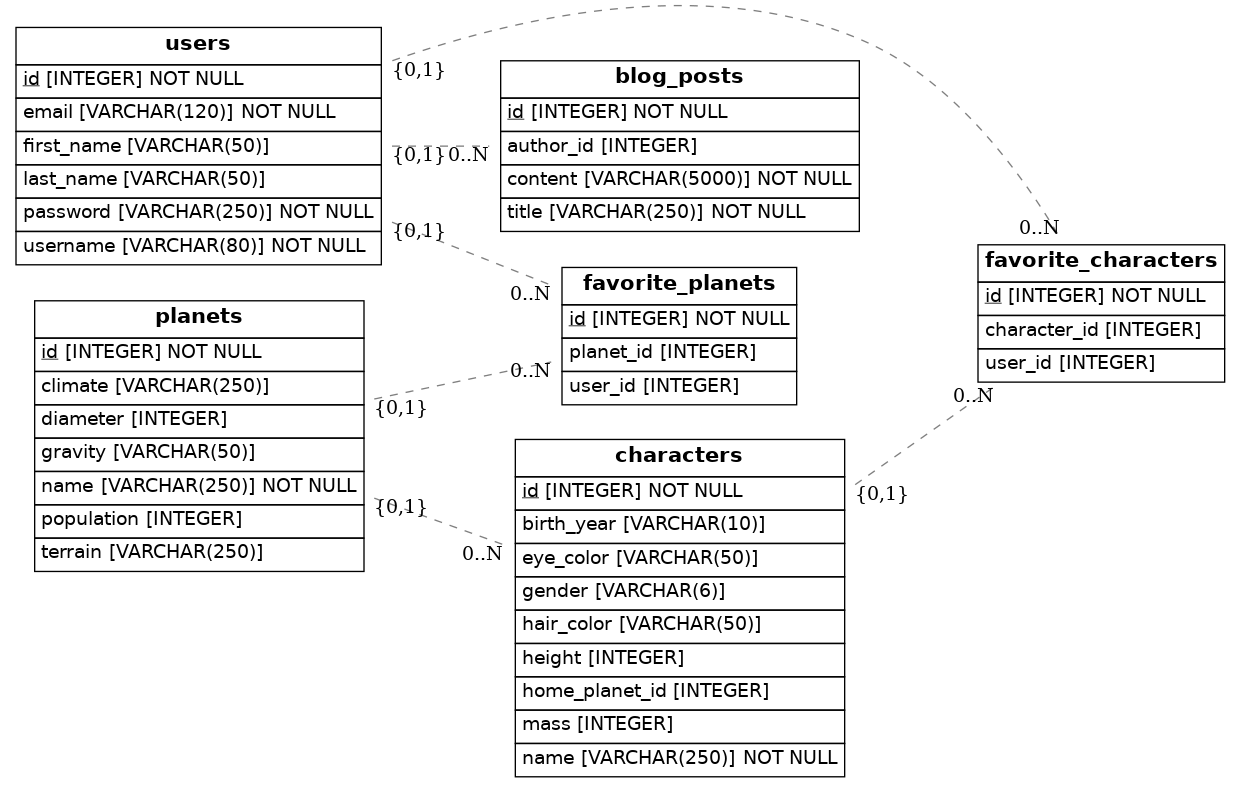 users
id [INTEGER] NOT NULL
email [VARCHAR(120)] NOT NULL
first_name [VARCHAR(50)]
last_name [VARCHAR(50)]
password [VARCHAR(250)] NOT NULL
username [VARCHAR(80)] NOT NULL
{0,1}
{0,1}
0..N
{0,1}
blog_posts
id [INTEGER] NOT NULL
author_id [INTEGER]
content [VARCHAR(5000)] NOT NULL
title [VARCHAR(250)] NOT NULL
0..N
favorite_characters
id [INTEGER] NOT NULL
character_id [INTEGER]
user_id [INTEGER]
0..N
0..N
favorite_planets
id [INTEGER] NOT NULL
planet_id [INTEGER]
user_id [INTEGER]
0..N
planets
id [INTEGER] NOT NULL
climate [VARCHAR(250)]
diameter [INTEGER]
gravity [VARCHAR(50)]
name [VARCHAR(250)] NOT NULL
population [INTEGER]
terrain [VARCHAR(250)]
{0,1}
{0,1}
0..N
characters
id [INTEGER] NOT NULL
birth_year [VARCHAR(10)]
eye_color [VARCHAR(50)]
gender [VARCHAR(6)]
hair_color [VARCHAR(50)]
height [INTEGER]
home_planet_id [INTEGER]
mass [INTEGER]
name [VARCHAR(250)] NOT NULL
{0,1}